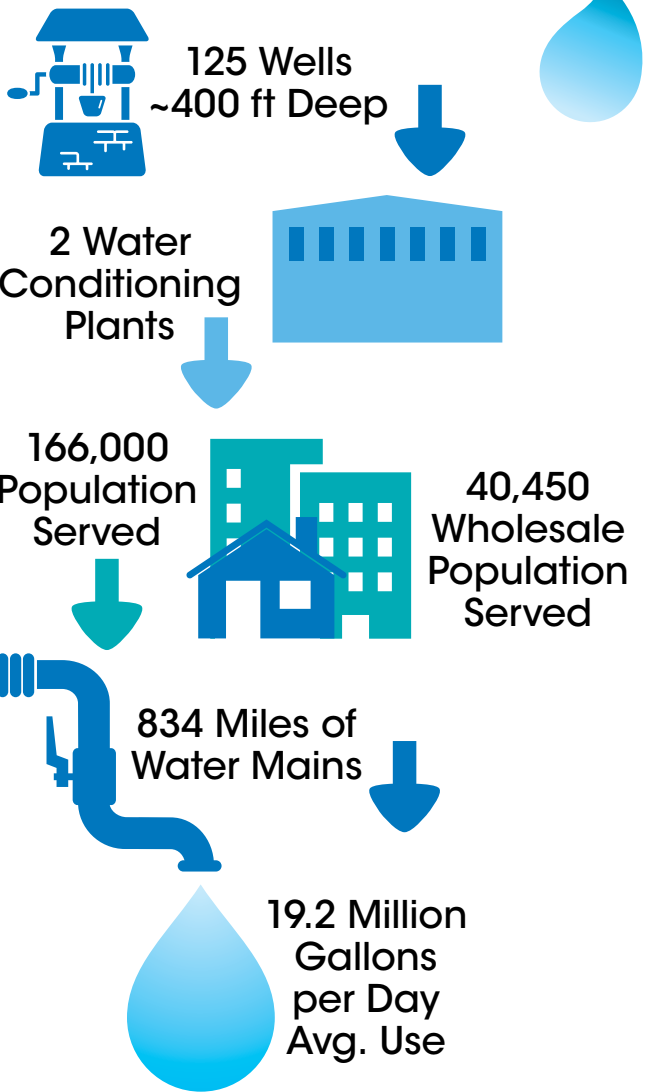 125 Wells
~400 ft Deep
2 Water
Conditioning
Plants
166,000
Population
Served
40,450
Wholesale
Population
Served
834 Miles of
Water Mains
19.2 Million
Gallons
per Day
Avg. Use